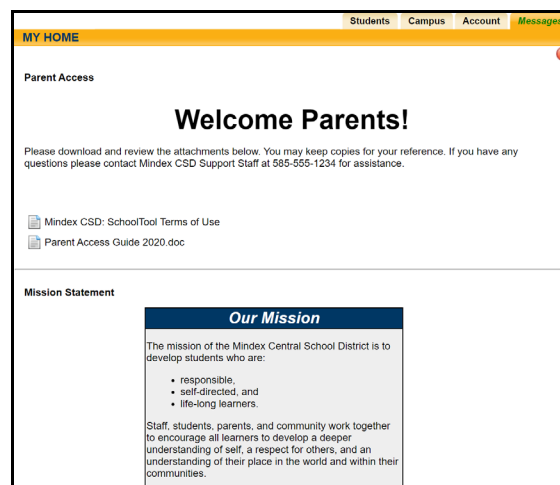 Students Campus Account Messages
MY HOME
Parent Access
Welcome Parents!
Please download and review the attachments below. You may keep copies for your reference. If you have any
questions please contact Mindex CSD Support Staff at 585-555-1234 for assistance.
Mindex CSD: SchoolTool Terms of Use
Parent Access Guide 2020.doc
Mission Statement
Our Mission
The mission of the Mindex Central School District is to
develop students who are:
• responsible,
• self-directed, and
• life-long learners.
Staff, students, parents, and community work together
to encourage all learners to develop a deeper
understanding of self, a respect for others, and an
understanding of their place in the world and within their
communities.